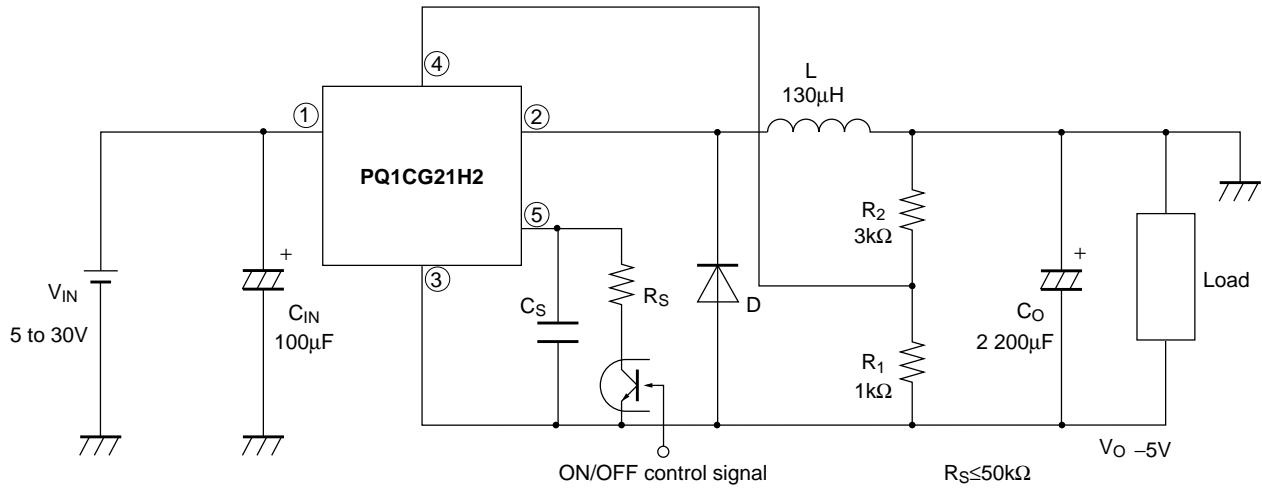 ④
L
130μH
①
②
PQ1CG21H2
⑤
R2
3kΩ
+
+
③
VIN
RS
Load
CS
D
CIN
CO
5 to 30V
100μF
2 200μF
R1
1kΩ
VO –5V
ON/OFF control signal
RS≤50kΩ